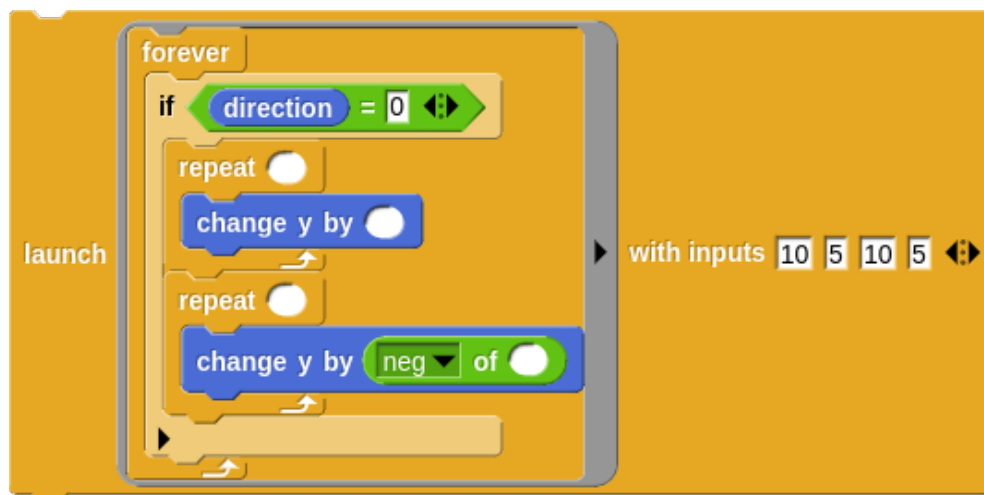 forever
if direction = 0
repeat
change y by
launch
with inputs 10 5 10 5
repeat
change y by neg of